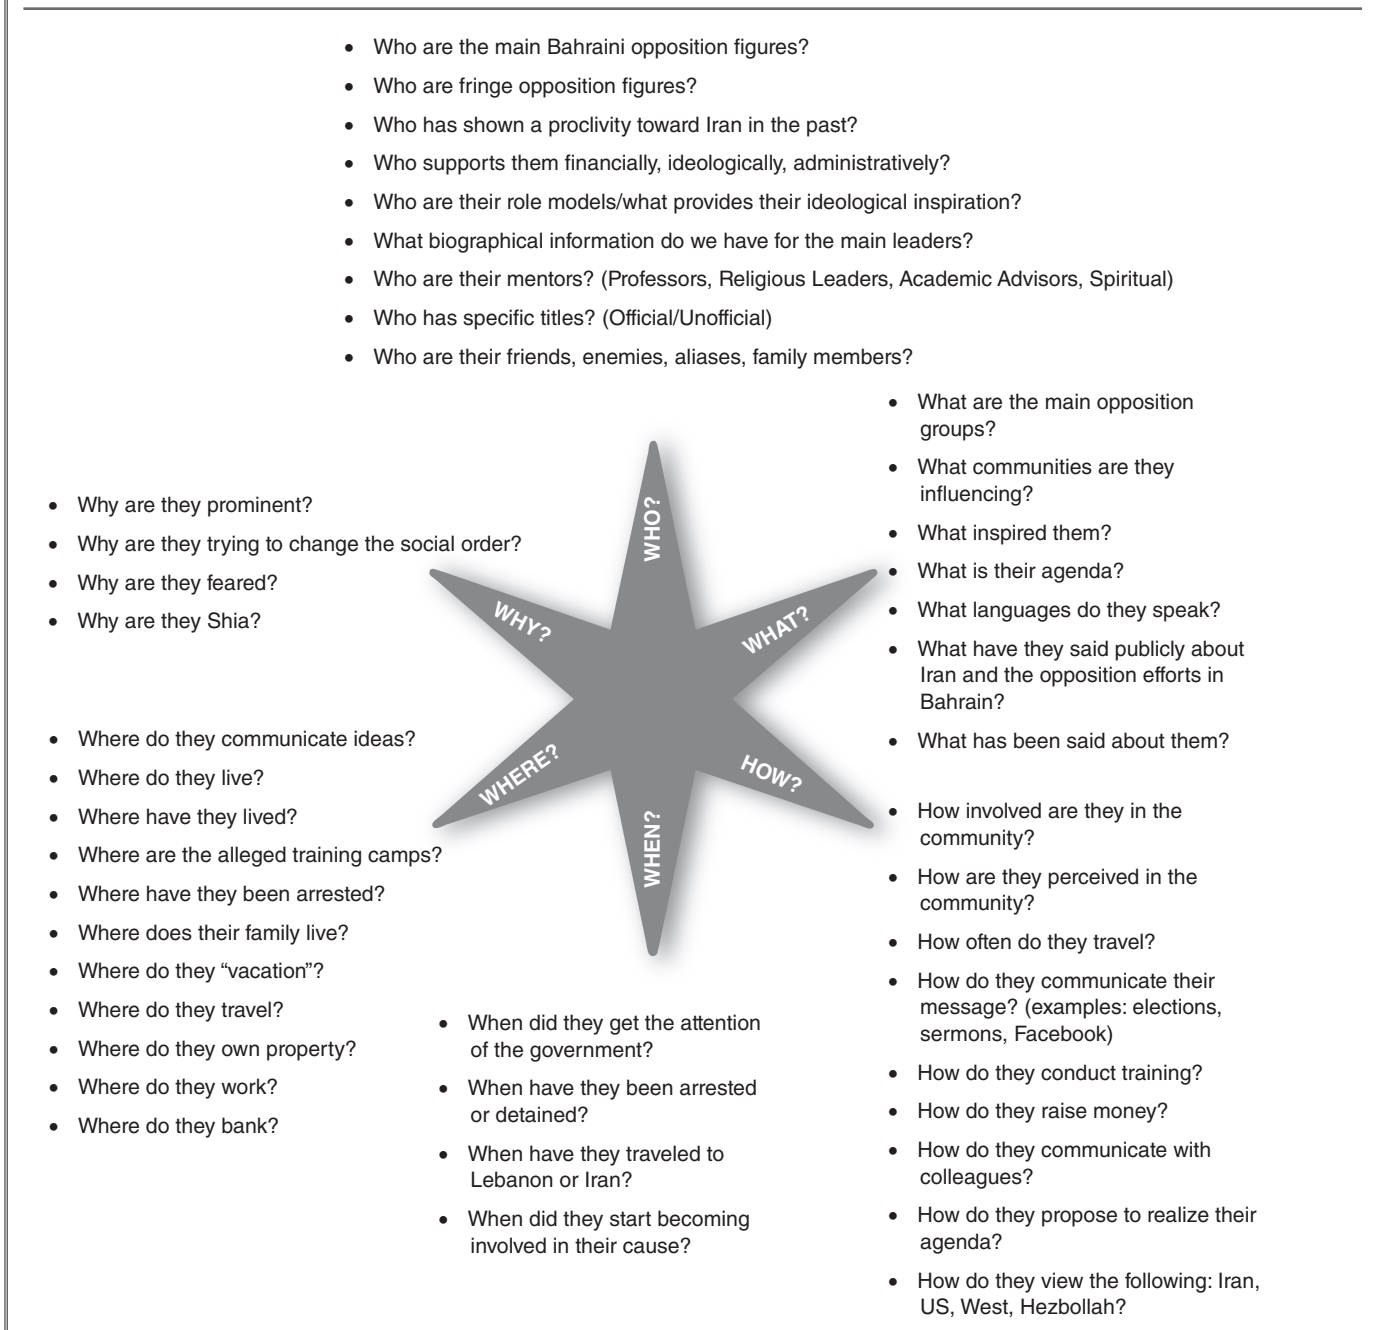 • Who are the main Bahraini opposition figures?
• Who are fringe opposition figures?
• Who has shown a proclivity toward Iran in the past?
• Who supports them financially, ideologically, administratively?
• Who are their role models/what provides their ideological inspiration?
• What biographical information do we have for the main leaders?
• Who are their mentors? (Professors, Religious Leaders, Academic Advisors, Spiritual)
• Who has specific titles? (Official/Unofficial)
• Who are their friends, enemies, aliases, family members?
• What are the main opposition
groups?
• What communities are they
influencing?
• What inspired them?
• What is their agenda?
• What languages do they speak?
• What have they said publicly about
Iran and the opposition efforts in
Bahrain?
• What has been said about them?
• Why are they prominent?
• Why are they trying to change the social order?
• Why are they feared?
• Why are they Shia?
WHO?
WHAT?
WHY?
WHERE?
HOW?
WHEN?
• Where do they communicate ideas?
• Where do they live?
• Where have they lived?
• Where are the alleged training camps?
• Where have they been arrested?
• Where does their family live?
• Where do they “vacation”?
• Where do they travel?
• Where do they own property?
• Where do they work?
• Where do they bank?
• When did they get the attention
of the government?
• When have they been arrested
or detained?
• When have they traveled to
Lebanon or Iran?
• When did they start becoming
involved in their cause?
• How involved are they in the
community?
• How are they perceived in the
community?
• How often do they travel?
• How do they communicate their
message? (examples: elections,
sermons, Facebook)
• How do they conduct training?
• How do they raise money?
• How do they communicate with
colleagues?
• How do they propose to realize their
agenda?
• How do they view the following: Iran,
US, West, Hezbollah?